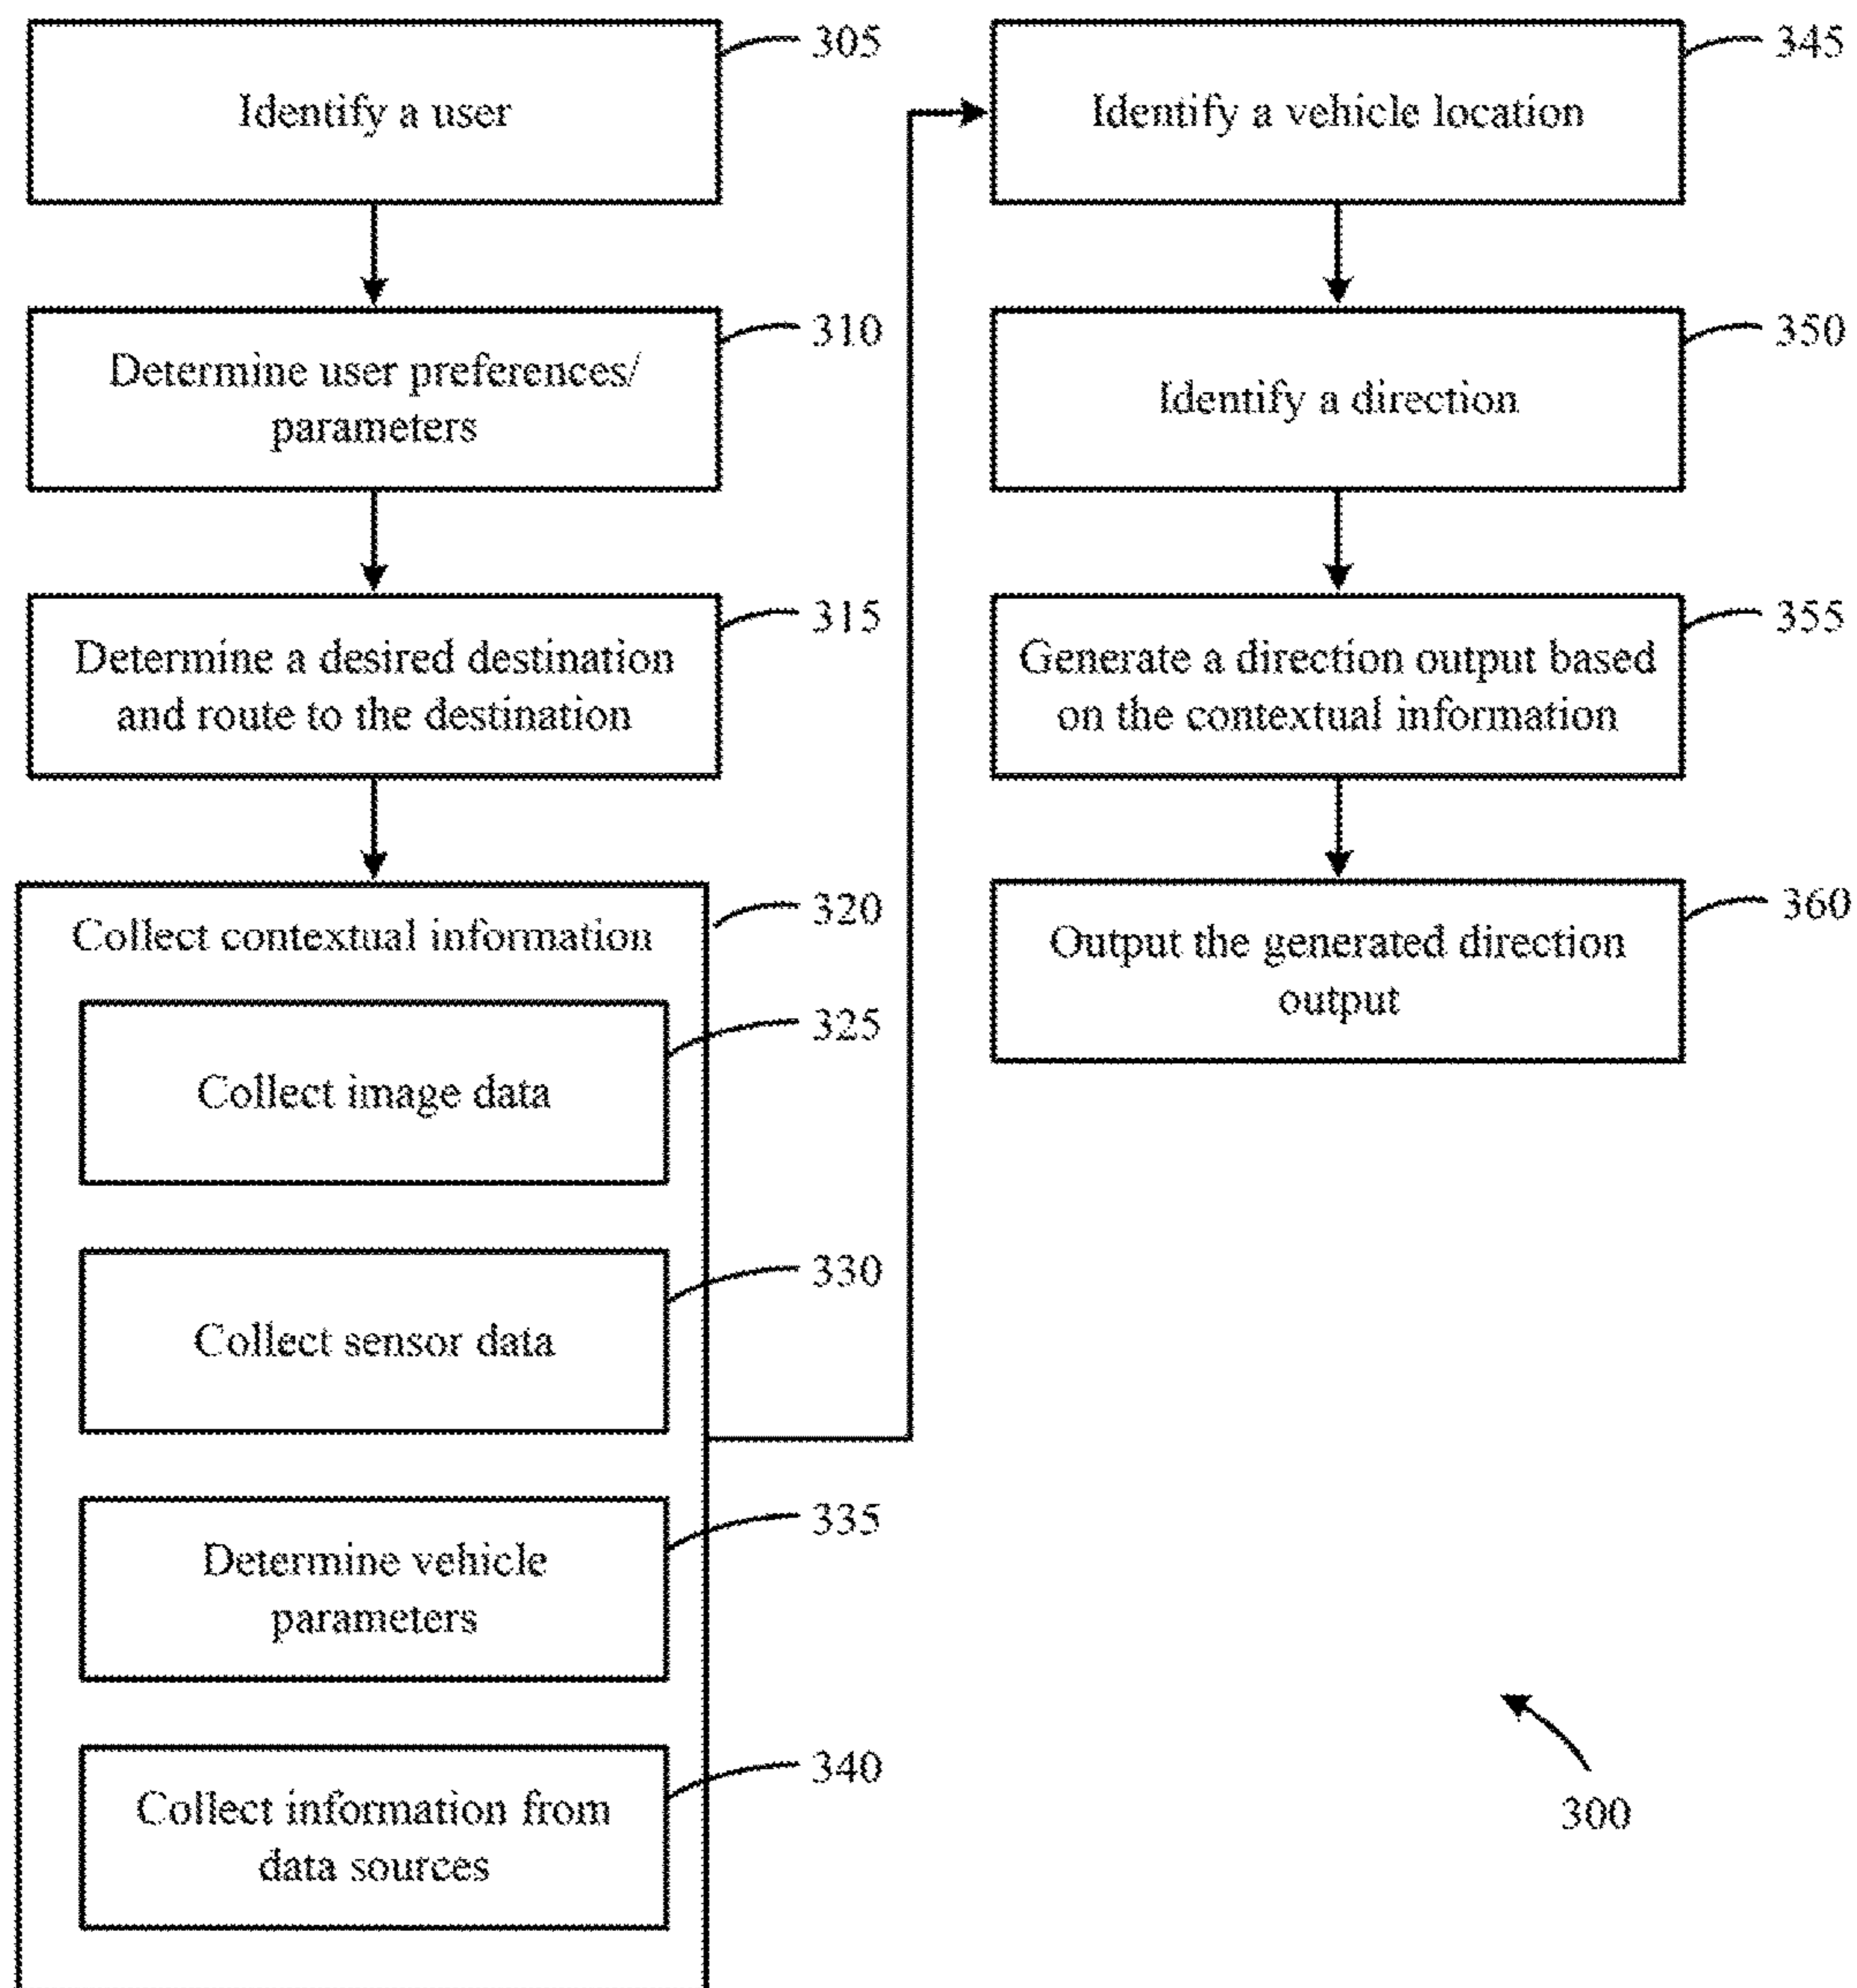 305
Identify a user
310
Determine user preferences/
parameters
315
Determine a desired destination
and route to the destination
320
Collect contextual information
325
Collect image data
330
Collect sensor data
335
Determine vehicle
parameters
340
Collect information from
data sources
345
Identify a vehicle location
350
Identify a direction
355
Generate a direction output based
on the contextual information
360
Output the generated direction
output
300